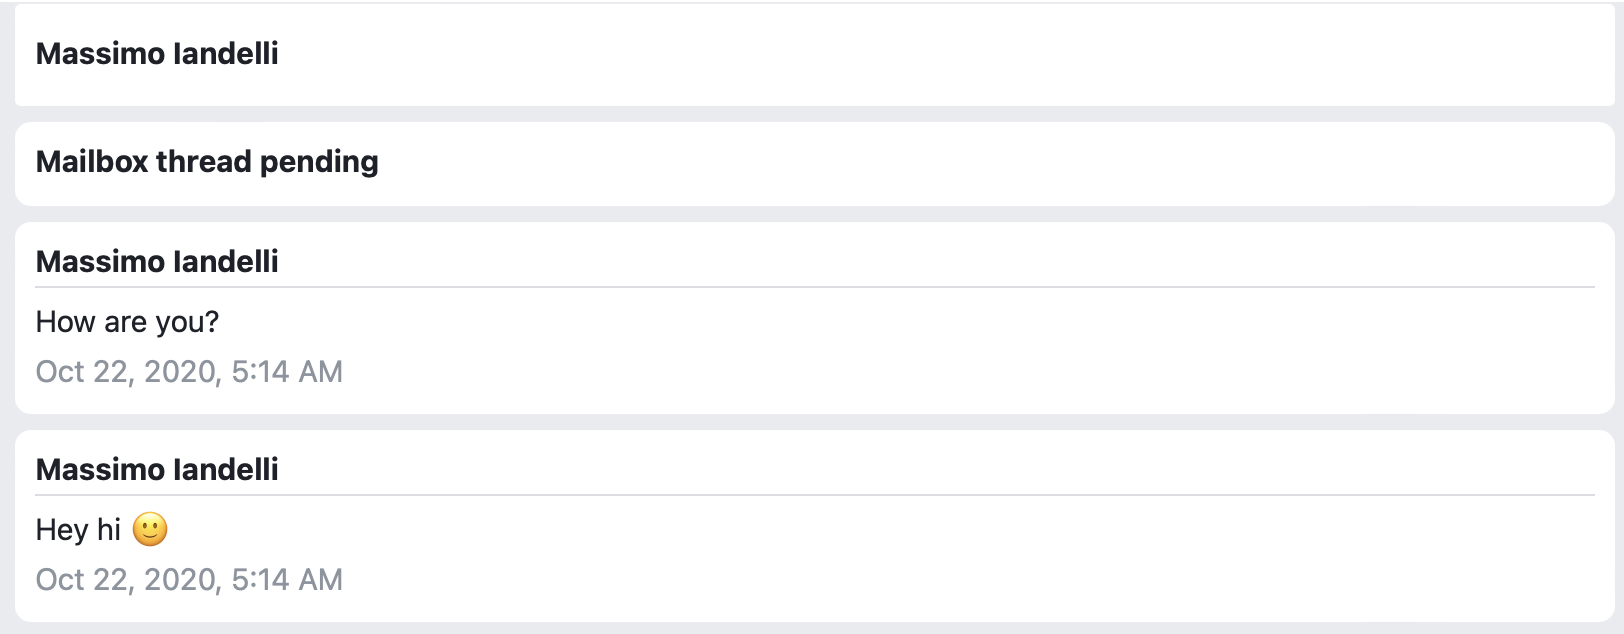 Massimo Iandelli
Mailbox thread pending
Massimo Iandelli
How are you?
Oct 22, 2020, 5:14 AM
Massimo Iandelli
Hey hi 🙂
Oct 22, 2020, 5:14 AM